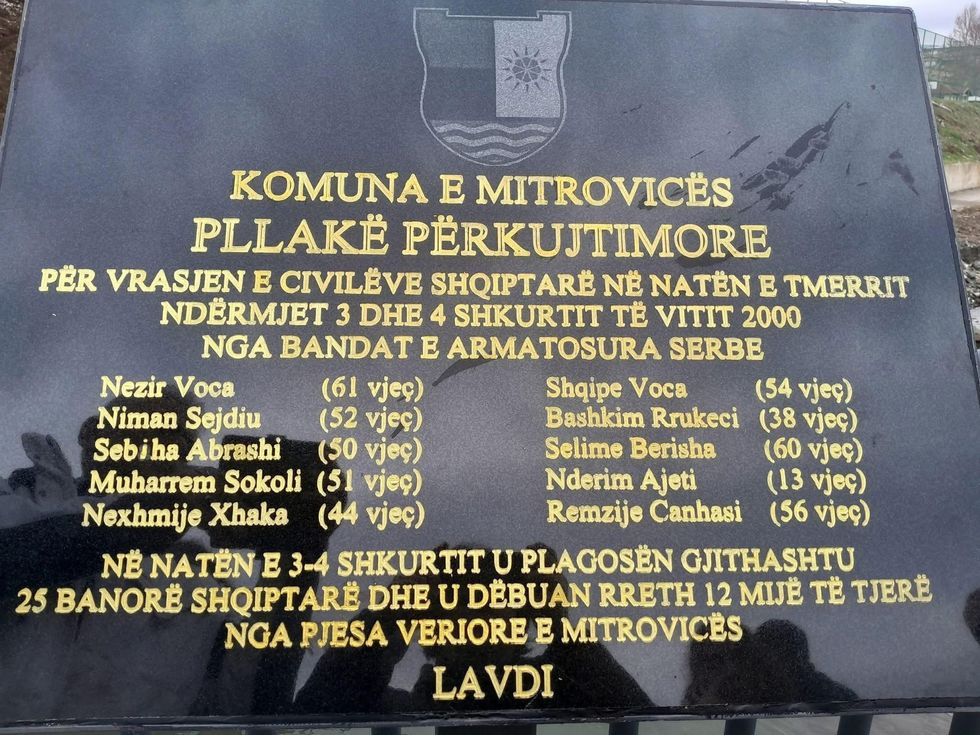 KOMUNA E MITROVICËS
PLLAKË PËRKUJTIMORE
PËR VRASJEN E CIVILËVE SHQIPTARË NË NATËN E TMERRIT
NDËRMJET 3 DHE 4 SHKURTIT TË VITIT 2000
NGA BANDAT E ARMATOSURA SERBE
Nezir Voca (61 vjeç) Shqipe Voca (54 vjeç)
Niman Sejdiu (52 vjeç) Bashkim Rrukeci (38 vjeç)
Sebiha Abrashi (50 vjeç) Selime Berisha (60 vjeç)
Muharrem Sokoli (51 vjeç) Nderim Ajeti (13 vjeç)
Nexhmije Xhaka (44 vjeç) Remzije Canhasi (56 vjeç)
NË NATËN E 3-4 SHKURTIT U PLAGOSËN GJITHASHTU
25 BANORË SHQIPTARË DHE U DËBUAN RRETH 12 MIJË TË TJERË
NGA PJESA VERIORE E MITROVICËS
LAVDI